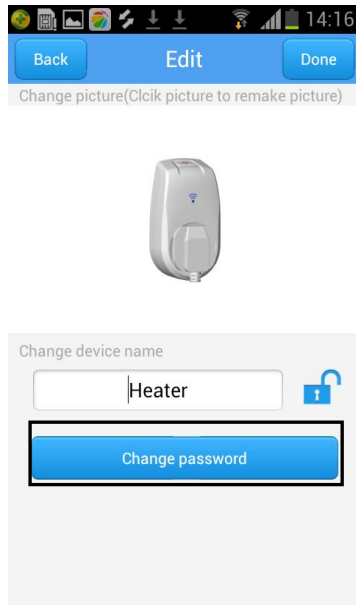 14:16
Back
Edit
Done
Change picture(Clcik picture to remake picture)
Change device name
Heater
Change password